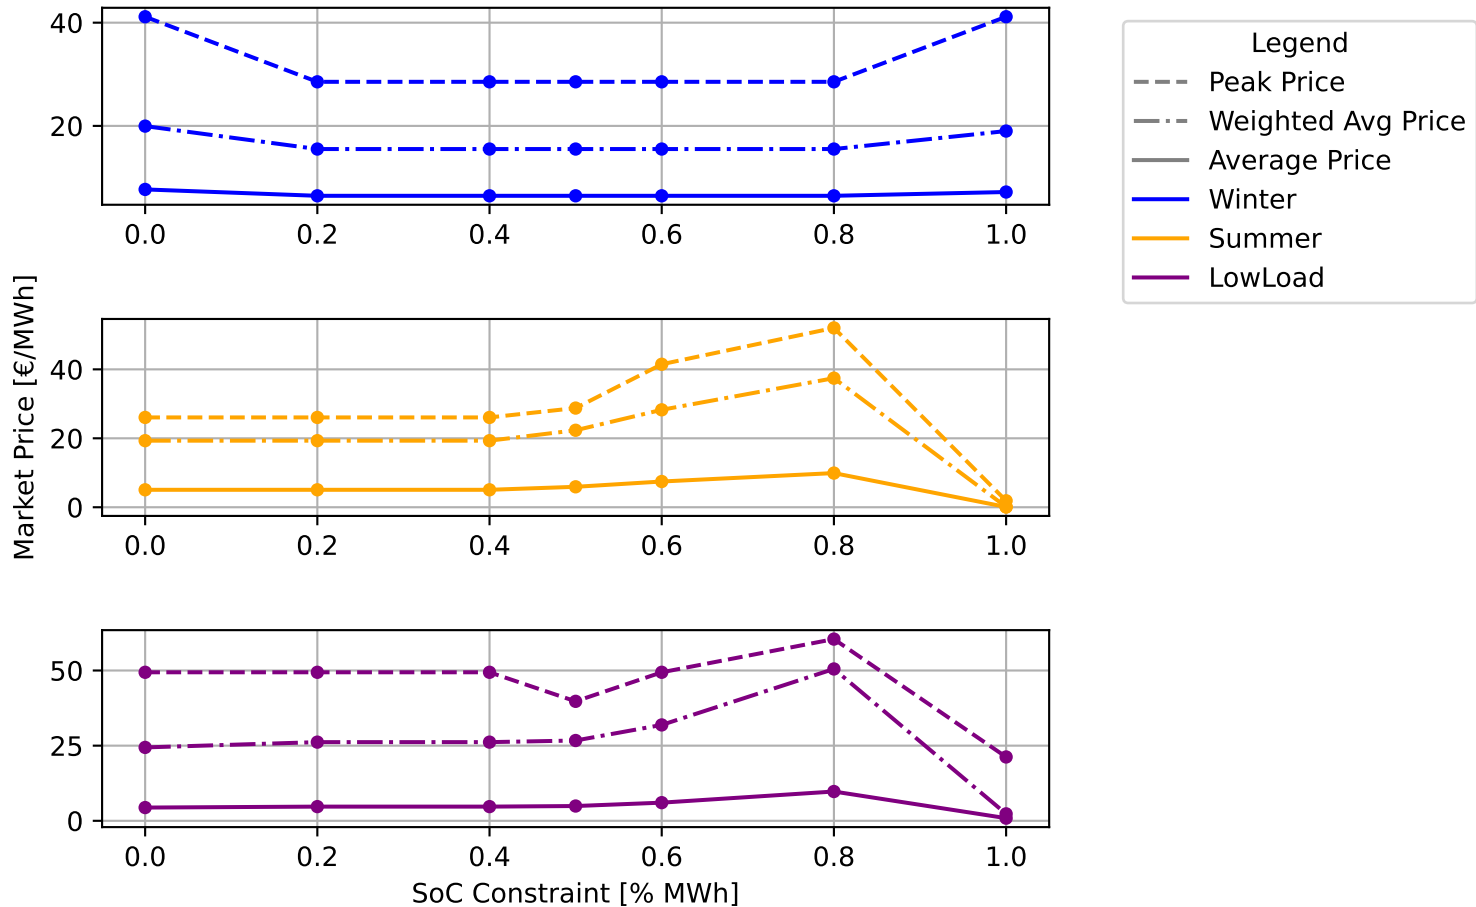 40
20
0.0 0.2 0.4 0.6 0.8 1.0
Legend
Peak Price
Weighted Avg Price
Average Price
Winter
Summer
LowLoad
Market Price [€/MWh]
40
20
0
0.0 0.2 0.4 0.6 0.8 1.0
50
25
0
0.0 0.2 0.4 0.6 0.8 1.0
SoC Constraint [% MWh]